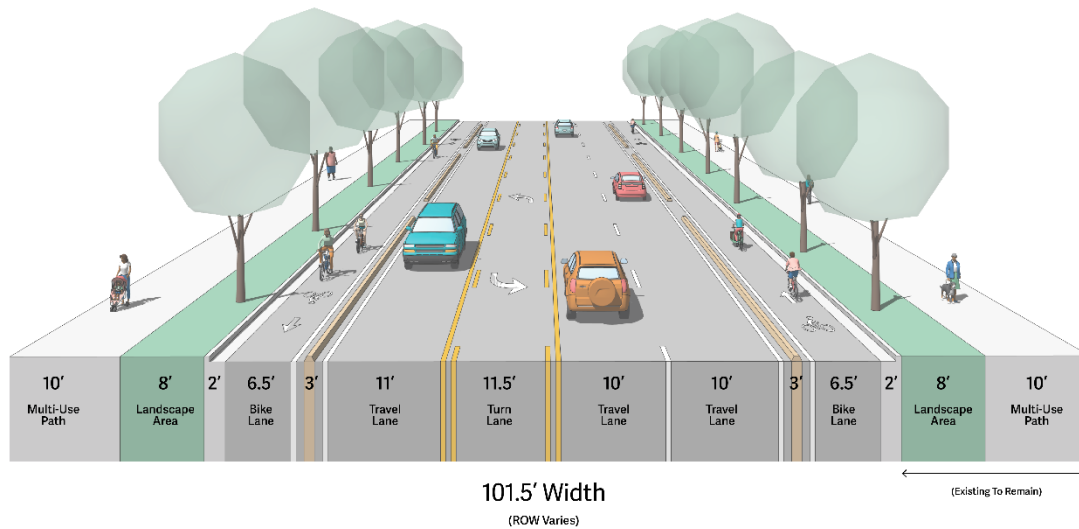 10'
Multi-Use
Path
8'
Landscape
Area
2'
6.5'
Bike
Lane
3'
11'
Travel
Lane
11.5'
Turn
Lane
10'
Travel
Lane
10'
Travel
Lane
3'
6.5'
Bike
Lane
2'
8'
Landscape
Area
10'
Multi-Use
Path
101.5' Width
(ROW Varies)
(Existing To Remain)